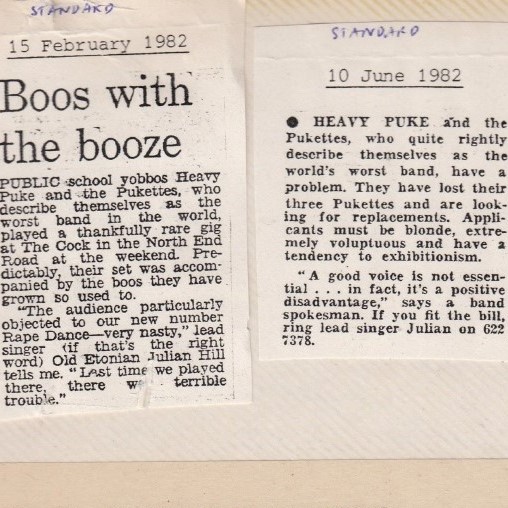 STANDARD
15 February 1982
Boos with
the booze
PUBLIC school yobbos Heavy
Puke and the Pukettes, who
describe themselves as the
worst band in the world,
played a thankfully rare gig
at The Cock in the North End
Road at the weekend. Pre-
dictably, their set was accom-
panied by the boos they have
grown so used to.
"The audience particularly
objected to our new number
Rape Dance—very nasty," lead
singer (if that's the right
word) Old Etonian Julian Hill
tells me. "Last time we played
there, there w terrible
trouble."
STANDARD
10 June 1982
● HEAVY PUKE and the
Pukettes, who quite rightly
describe themselves as the
world's worst band, have a
problem. They have lost their
three Pukettes and are look-
ing for replacements. Appli-
cants must be blonde, extre-
mely voluptuous and have a
tendency to exhibitionism.
"A good voice is not essen-
tial . . . in fact, it's a positive
disadvantage," says a band
spokesman. If you fit the bill,
ring lead singer Julian on 622
7378.